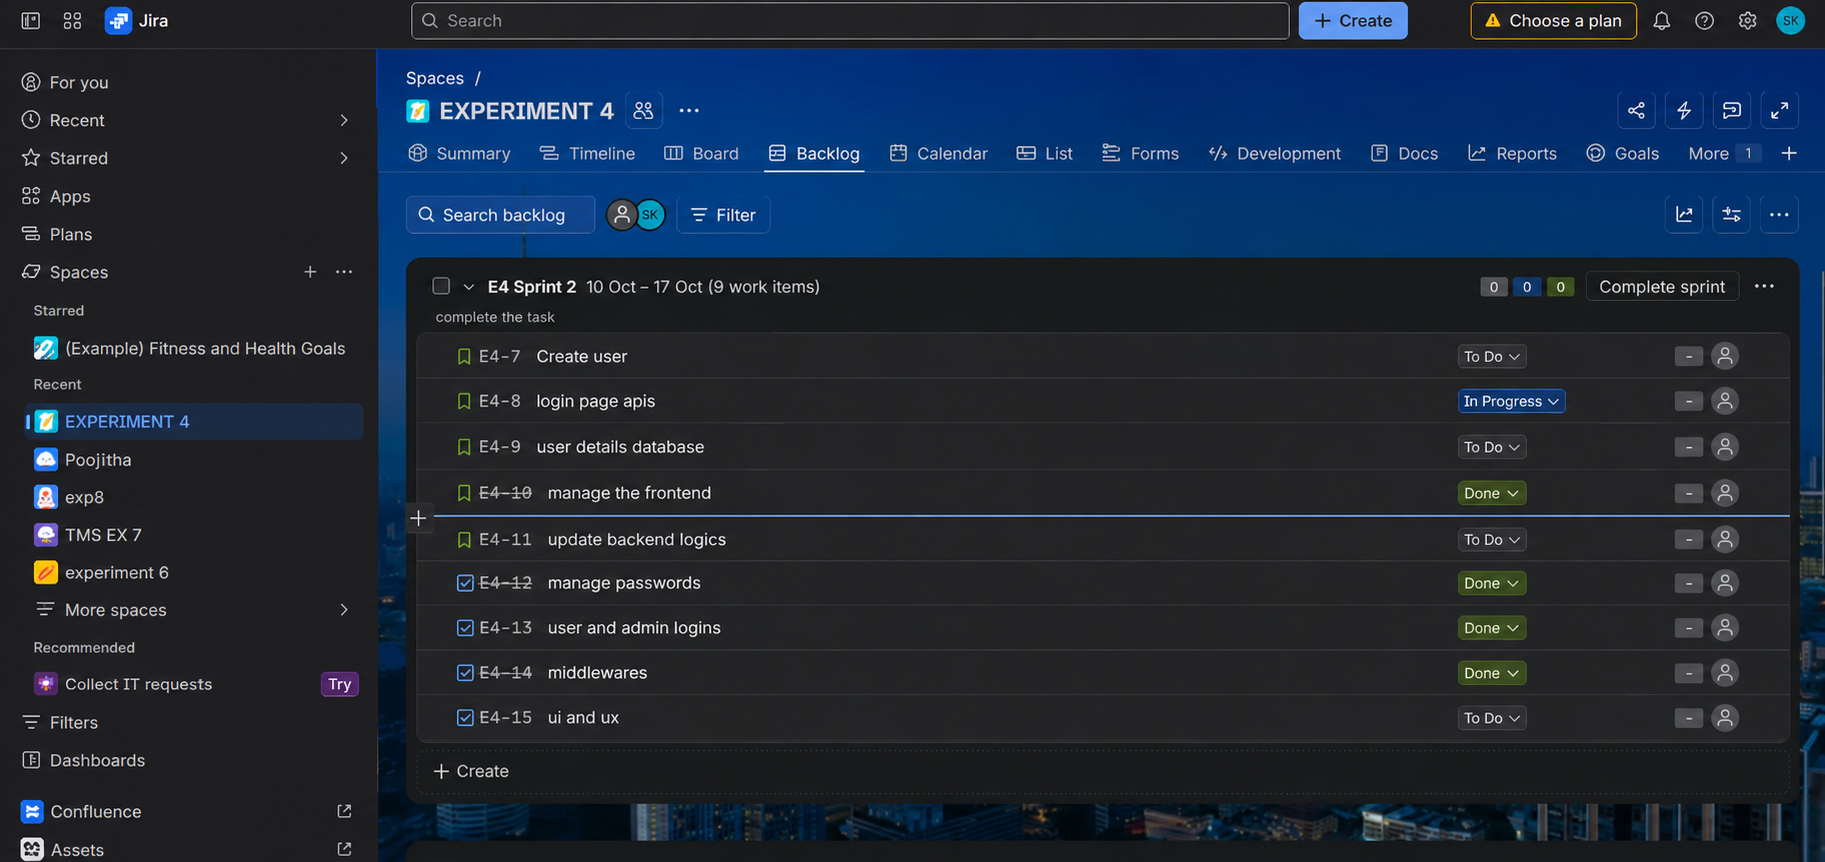 Jira
Search
+ Create
Choose a plan
SK
For you
Recent
Starred
Apps
Plans
Spaces
Starred
(Example) Fitness and Health Goals
Recent
EXPERIMENT 4
Poojitha
exp8
TMS EX 7
experiment 6
More spaces
Recommended
Collect IT requests Try
Filters
Dashboards
Confluence
Assets
Spaces /
EXPERIMENT 4
Summary Timeline Board Backlog Calendar List Forms Development Docs Reports Goals More 1
Search backlog SK Filter
E4 Sprint 2 10 Oct – 17 Oct (9 work items) 0 0 0 Complete sprint
complete the task
E4-7 Create user To Do -
E4-8 login page apis In Progress -
E4-9 user details database To Do -
E4-10 manage the frontend Done -
E4-11 update backend logics To Do -
E4-12 manage passwords Done -
E4-13 user and admin logins Done -
E4-14 middlewares Done -
E4-15 ui and ux To Do -
+ Create